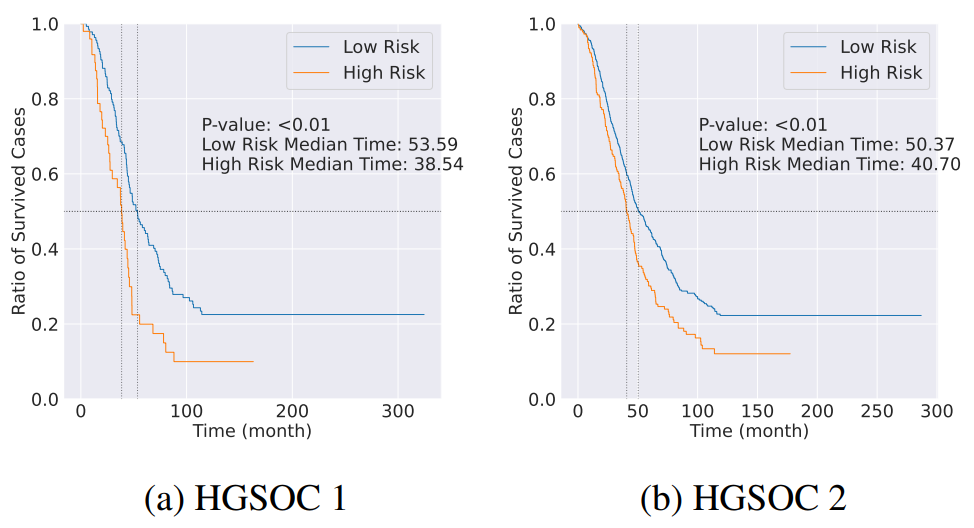 1.0
0.8
0.6
0.4
0.2
0.0
Ratio of Survived Cases
Low Risk
High Risk
P-value: <0.01
Low Risk Median Time: 53.59
High Risk Median Time: 38.54
0 100 200 300
Time (month)
(a) HGSOC 1
1.0
0.8
0.6
0.4
0.2
0.0
Ratio of Survived Cases
Low Risk
High Risk
P-value: <0.01
Low Risk Median Time: 50.37
High Risk Median Time: 40.70
0 50 100 150 200 250 300
Time (month)
(b) HGSOC 2